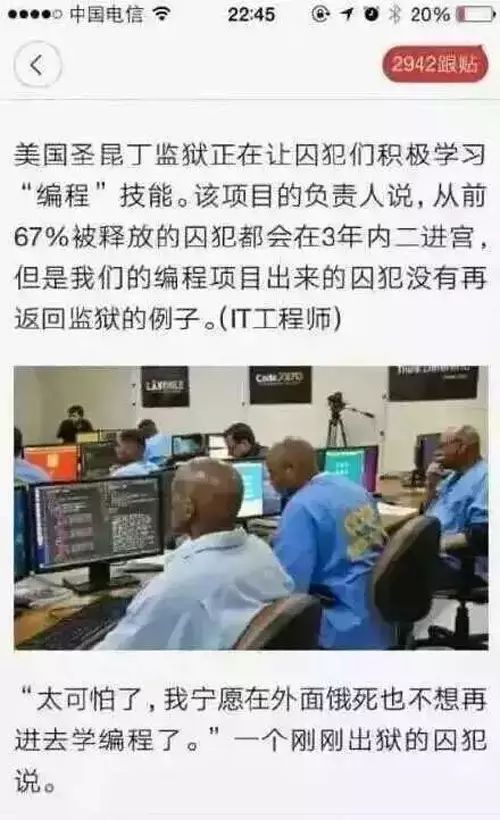 中国电信
22:45
20%
2942跟贴
美国圣昆丁监狱正在让囚犯们积极学习
“编程”技能。该项目的负责人说，从前
67%被释放的囚犯都会在3年内二进宫，
但是我们的编程项目出来的囚犯没有再
返回监狱的例子。(IT工程师)
Code.7370
“太可怕了，我宁愿在外面饿死也不想再
进去学编程了。”一个刚刚出狱的囚犯
说。